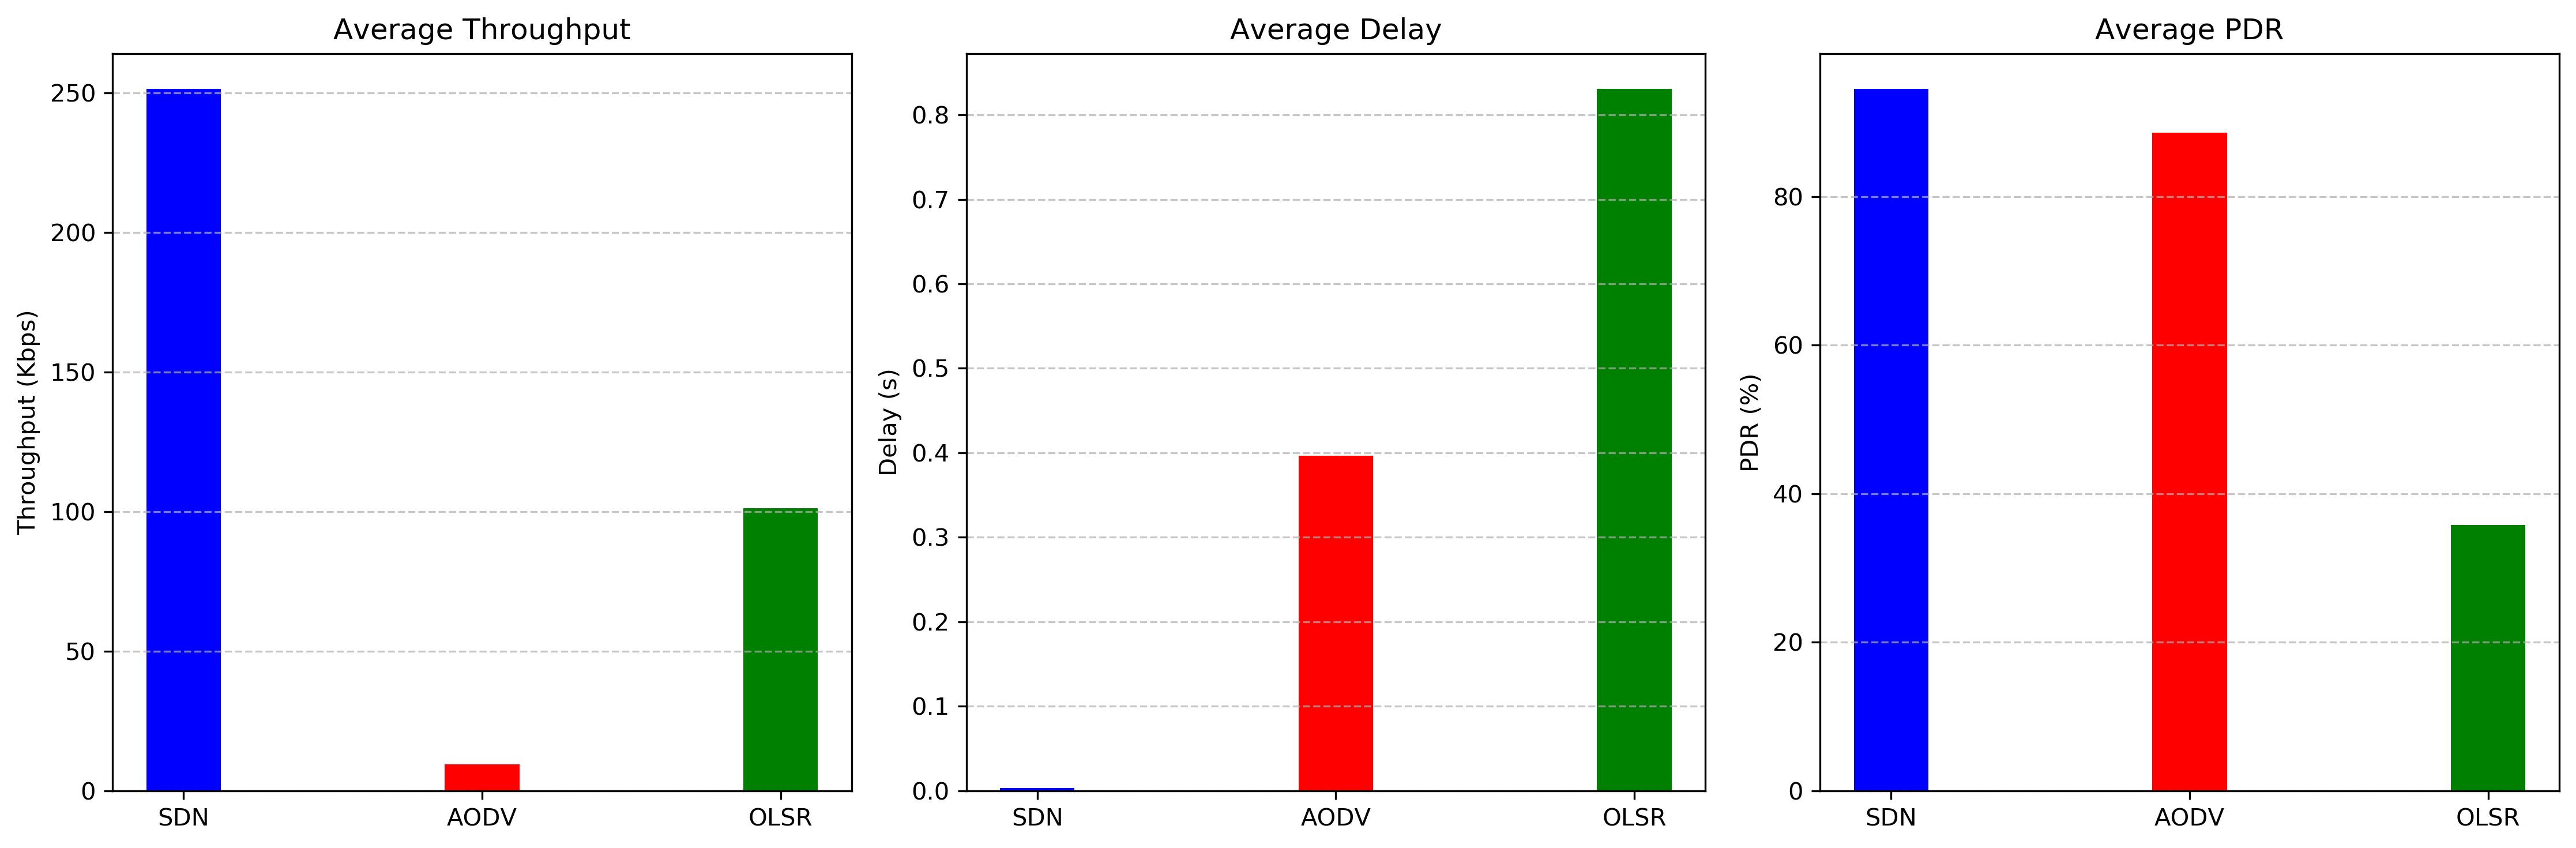 Average Throughput
Throughput (Kbps)
250
200
150
100
50
0
SDN AODV OLSR
Average Delay
Delay (s)
0.8
0.7
0.6
0.5
0.4
0.3
0.2
0.1
0.0
SDN AODV OLSR
Average PDR
PDR (%)
80
60
40
20
0
SDN AODV OLSR